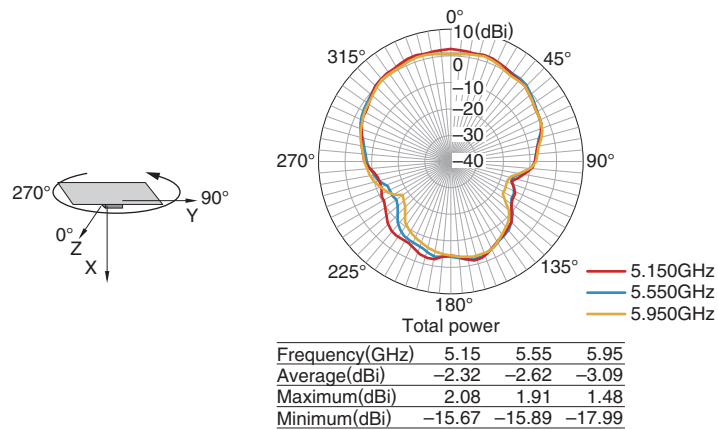 270°
90°
Y
0°
Z
X
0°
10(dBi)
315°
45°
0
−10
−20
−30
−40
270°
90°
225°
135°
180°
Total power
5.150GHz
5.550GHz
5.950GHz
Frequency(GHz) 5.15 5.55 5.95
Average(dBi) −2.32 −2.62 −3.09
Maximum(dBi) 2.08 1.91 1.48
Minimum(dBi) −15.67 −15.89 −17.99